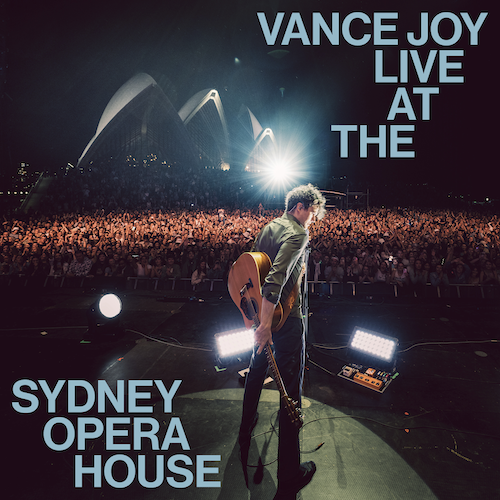 VANCE JOY
LIVE
AT
THE
SYDNEY
OPERA
HOUSE